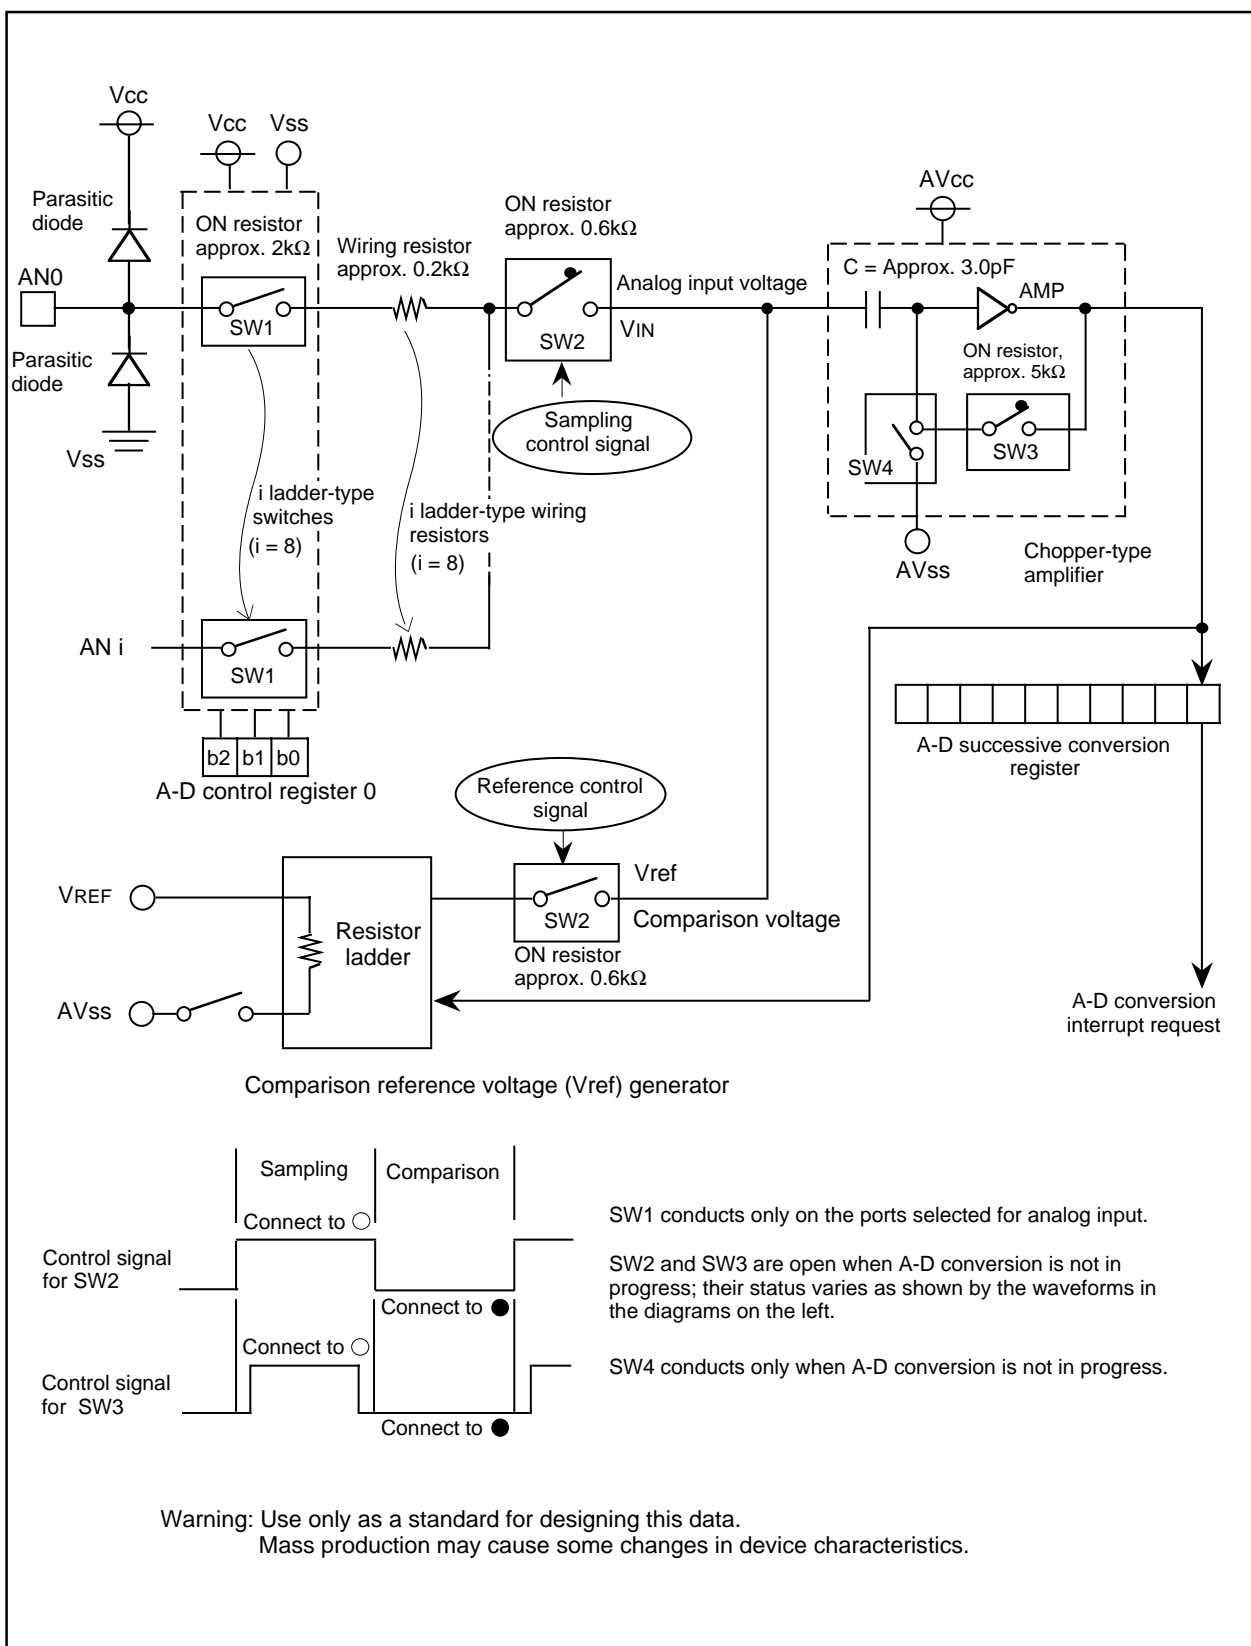 Vcc
Vcc
Vss
Parasitic
diode
ON resistor
approx. 2kΩ
Wiring resistor
approx. 0.2kΩ
ON resistor
approx. 0.6kΩ
AVcc
C = Approx. 3.0pF
AMP
AN0
SW1
Analog input voltage
VIN
SW2
ON resistor,
approx. 5kΩ
Parasitic
diode
Vss
Sampling
control signal
SW4
SW3
i ladder-type
switches
(i = 8)
i ladder-type wiring
resistors
(i = 8)
AVss
Chopper-type
amplifier
AN i
SW1
b2 b1 b0
A-D control register 0
A-D successive conversion
register
Reference control
signal
VREF
Resistor
ladder
Vref
SW2
Comparison voltage
ON resistor
approx. 0.6kΩ
AVss
A-D conversion
interrupt request
Comparison reference voltage (Vref) generator
Sampling
Comparison
Connect to ○
Control signal
for SW2
Connect to ●
SW1 conducts only on the ports selected for analog input.
SW2 and SW3 are open when A-D conversion is not in
progress; their status varies as shown by the waveforms in
the diagrams on the left.
Connect to ○
Control signal
for SW3
Connect to ●
SW4 conducts only when A-D conversion is not in progress.
Warning: Use only as a standard for designing this data.
Mass production may cause some changes in device characteristics.